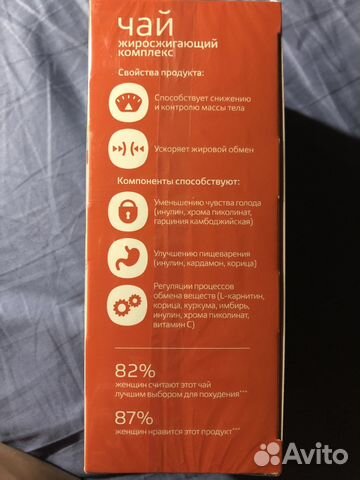 чай
жиросжигающий
комплекс
Свойства продукта:
Способствует снижению
и контролю массы тела
Ускоряет жировой обмен
Компоненты способствуют:
Уменьшению чувства голода
(инулин, хрома пиколинат,
гарциния камбоджийская)
Улучшению пищеварения
(инулин, кардамон, корица)
Регуляции процессов
обмена веществ (L-карнитин,
корица, куркума, имбирь,
инулин, хрома пиколинат,
витамин С)
82%
женщин считают этот чай
лучшим выбором для похудения***
87%
женщин нравится этот продукт***
Avito